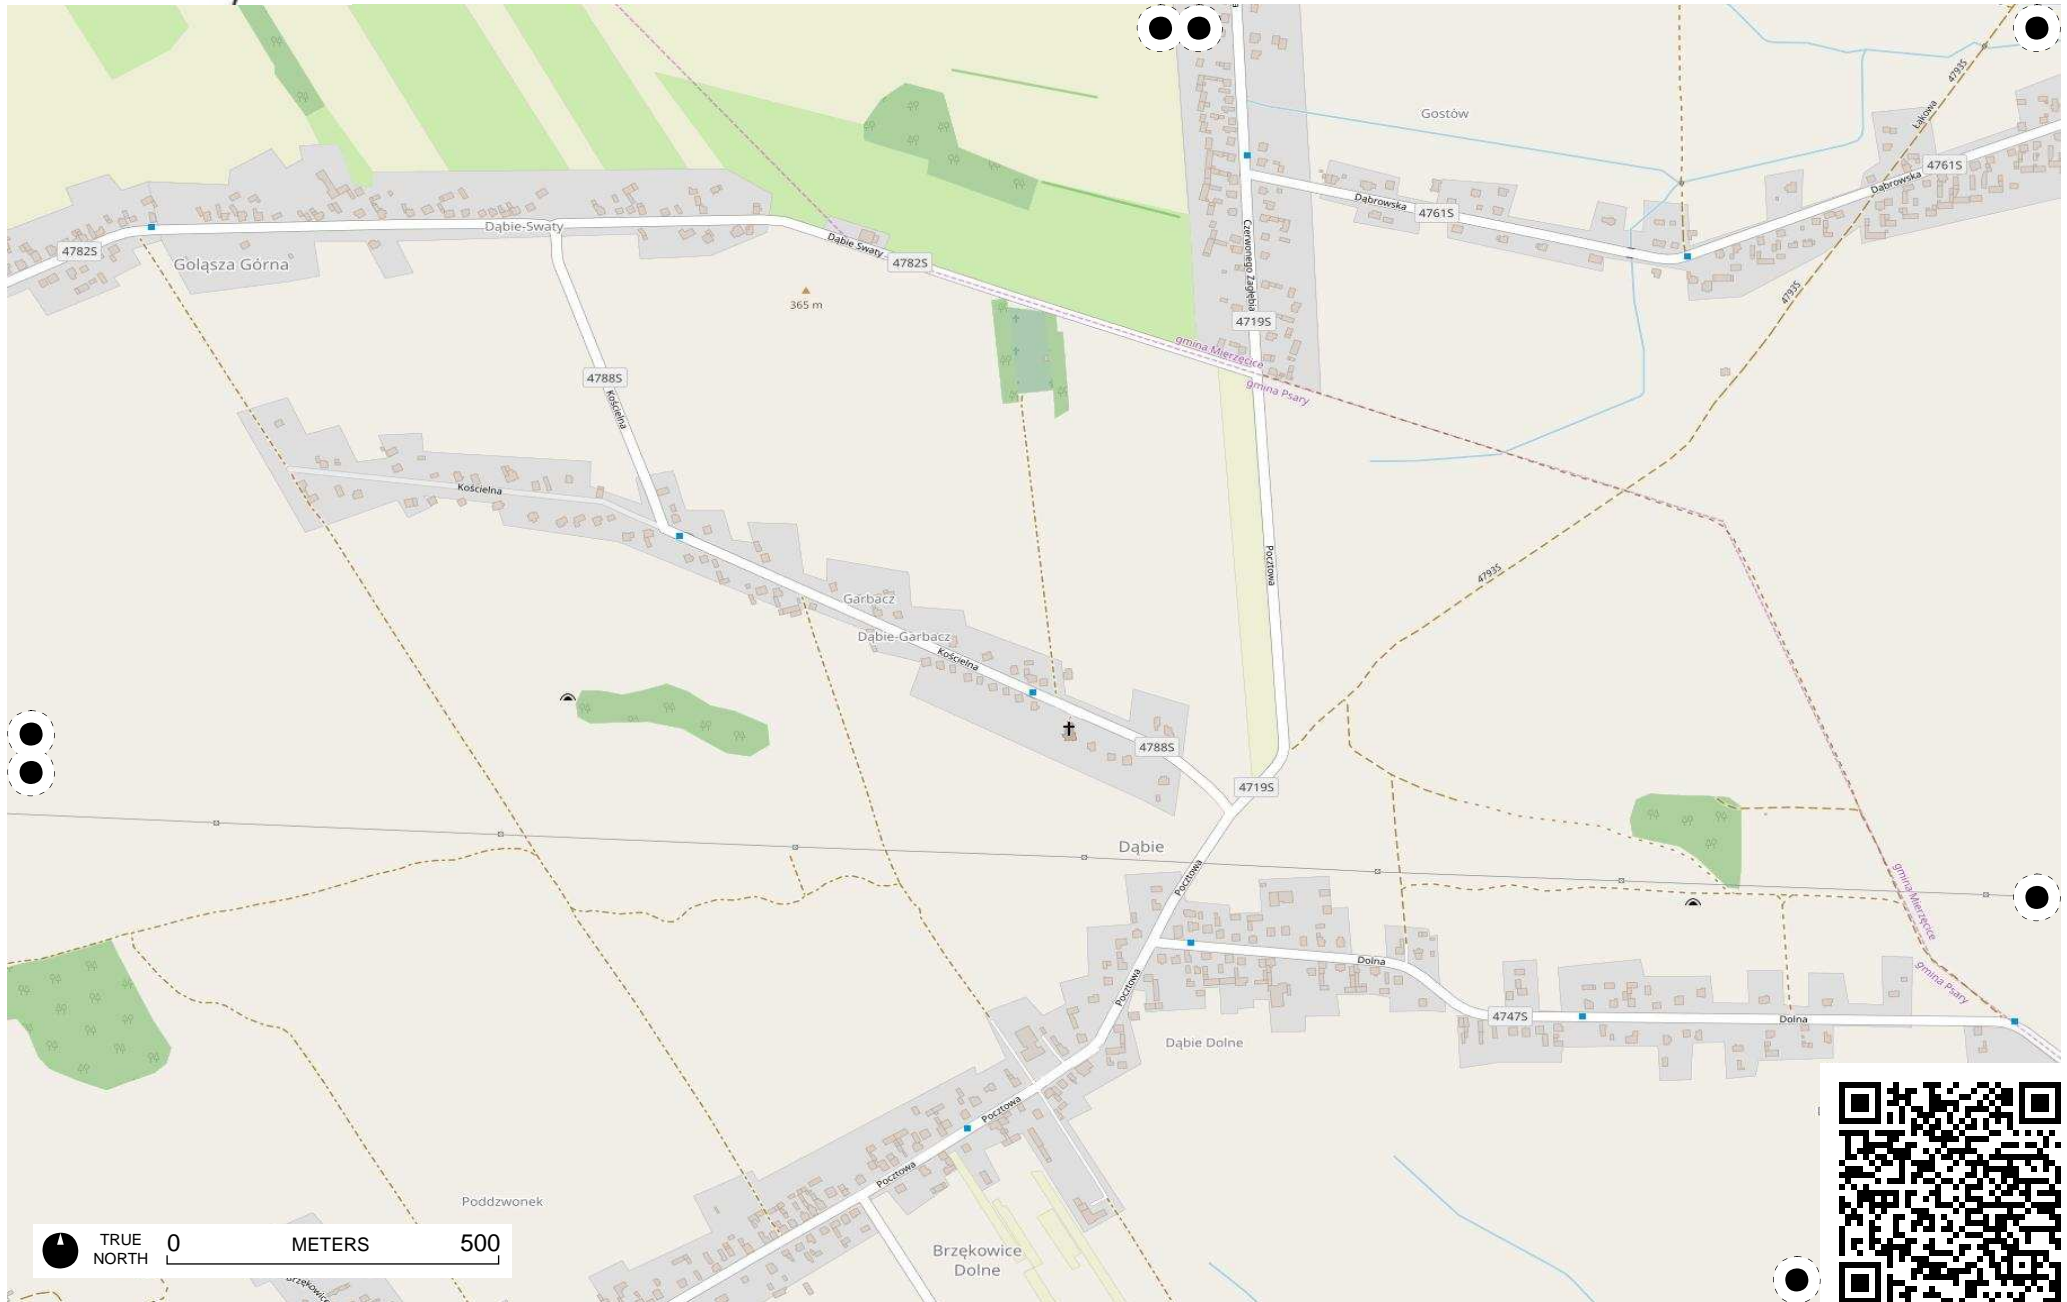 Gostów
4793S
Łąkowa
4761S
Dąbrowska
Dąbrowska
4761S
Dąbie-Swaty
Czerwonego Zagłębia
4782S
Dąbie Swaty
Goląsza Górna
4782S
4793S
365 m
4719S
gmina Mierzęcice
4788S
gmina Psary
Kościelna
Kościelna
Pocztowa
4793S
Garbacz
Dąbie-Garbacz
Kościelna
4788S
4719S
Dąbie
Pocztowa
gmina Mierzęcice
Dolna
Pocztowa
gmina Psary
4747S
Dolna
Dąbie Dolne
Pocztowa
Pocztowa
Poddzwonek
TRUE
NORTH
0 METERS 500
Brzękowice
Dolne